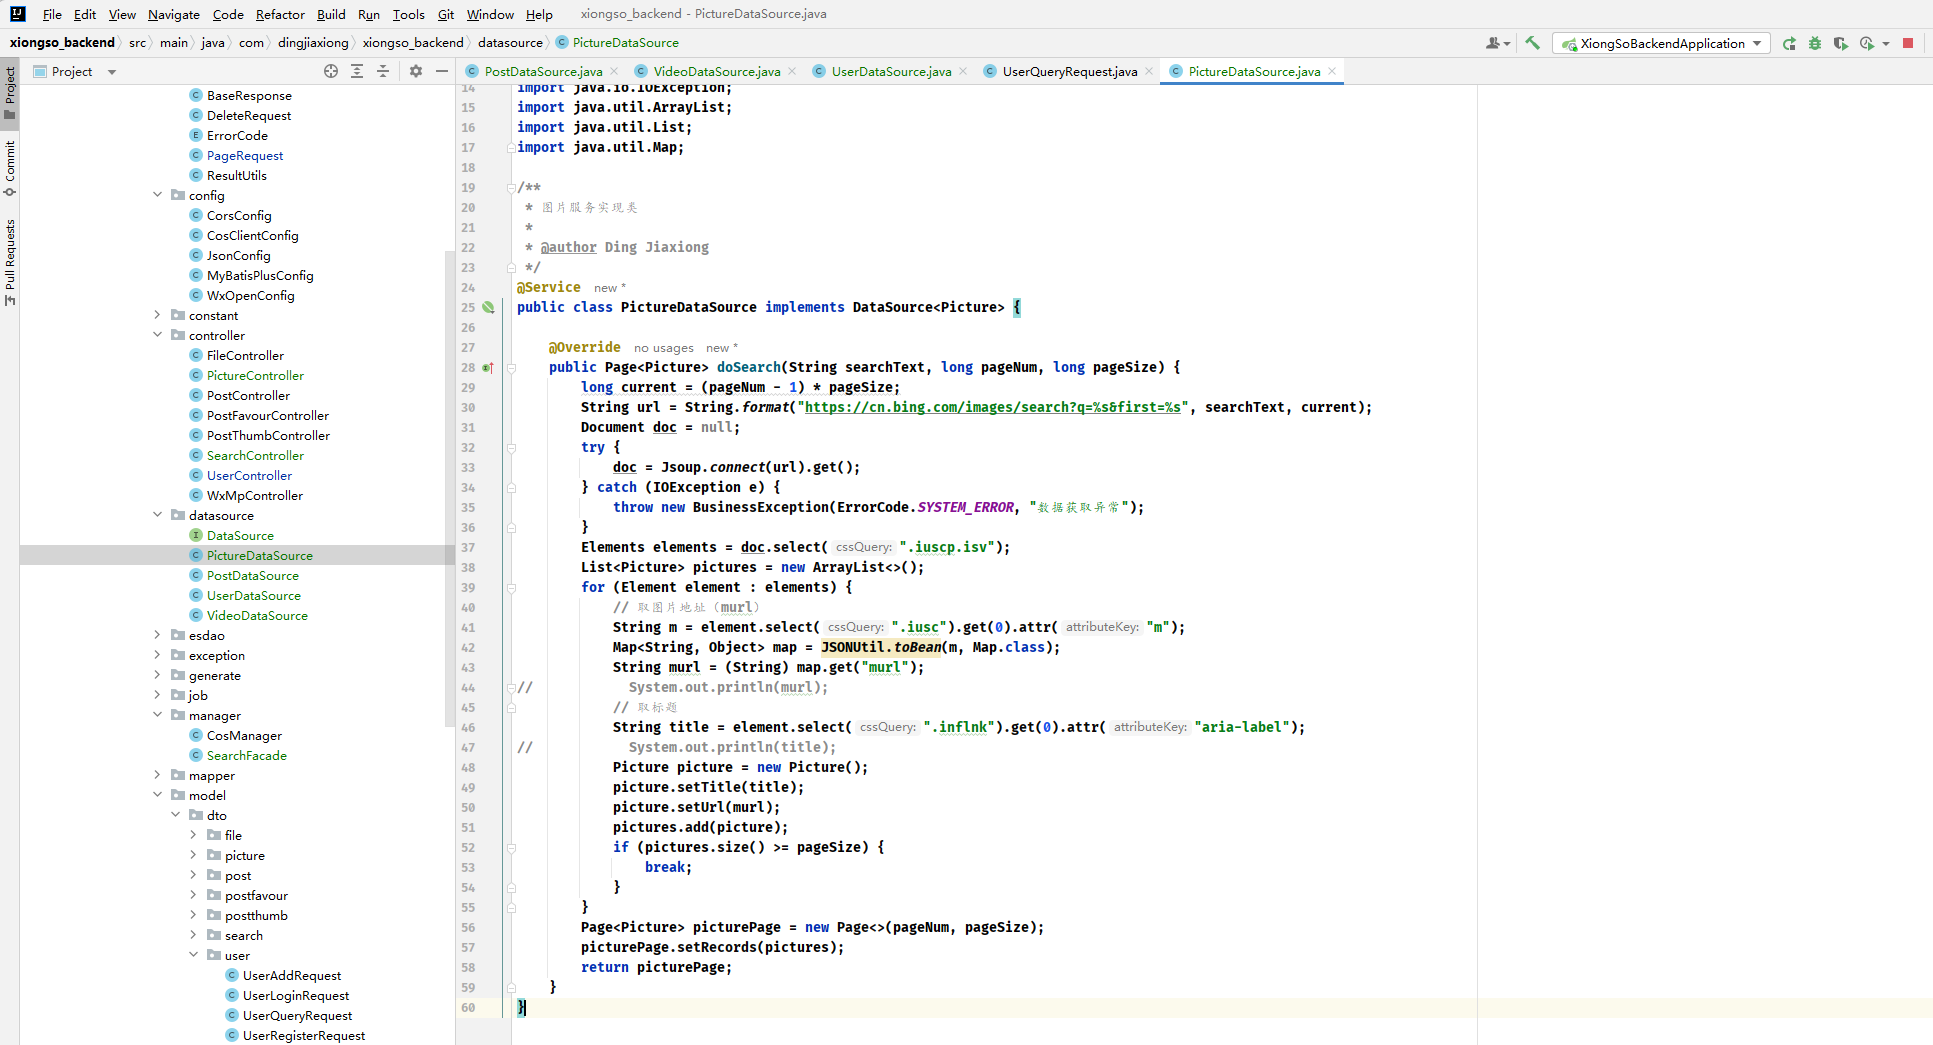 File Edit View Navigate Code Refactor Build Run Tools Git Window Help xiongso_backend - PictureDataSource.java
xiongso_backend src main java com dingjiaxiong xiongso_backend datasource PictureDataSource
XiongSoBackendApplication
Project
PostDataSource.java VideoDataSource.java UserDataSource.java UserQueryRequest.java PictureDataSource.java
Project
Commit
Pull Requests
BaseResponse
DeleteRequest
ErrorCode
PageRequest
ResultUtils
config
CorsConfig
CosClientConfig
JsonConfig
MyBatisPlusConfig
WxOpenConfig
constant
controller
FileController
PictureController
PostController
PostFavourController
PostThumbController
SearchController
UserController
WxMpController
datasource
DataSource
PictureDataSource
PostDataSource
UserDataSource
VideoDataSource
esdao
exception
generate
job
manager
CosManager
SearchFacade
mapper
model
dto
file
picture
post
postfavour
postthumb
search
user
UserAddRequest
UserLoginRequest
UserQueryRequest
UserRegisterRequest
14 import java.io.IOException;
15 import java.util.ArrayList;
16 import java.util.List;
17 import java.util.Map;
18
19 /**
20 * 图片服务实现类
21 *
22 * @author Ding Jiaxiong
23 */
24 @Service new *
25 public class PictureDataSource implements DataSource<Picture> {
26
27 @Override no usages new *
28 public Page<Picture> doSearch(String searchText, long pageNum, long pageSize) {
29 long current = (pageNum - 1) * pageSize;
30 String url = String.format("https://cn.bing.com/images/search?q=%s&first=%s", searchText, current);
31 Document doc = null;
32 try {
33 doc = Jsoup.connect(url).get();
34 } catch (IOException e) {
35 throw new BusinessException(ErrorCode.SYSTEM_ERROR, "数据获取异常");
36 }
37 Elements elements = doc.select( cssQuery: ".iuscp.isv");
38 List<Picture> pictures = new ArrayList<>();
39 for (Element element : elements) {
40 // 取图片地址（murl）
41 String m = element.select( cssQuery: ".iusc").get(0).attr( attributeKey: "m");
42 Map<String, Object> map = JSONUtil.toBean(m, Map.class);
43 String murl = (String) map.get("murl");
44 // System.out.println(murl);
45 // 取标题
46 String title = element.select( cssQuery: ".inflnk").get(0).attr( attributeKey: "aria-label");
47 // System.out.println(title);
48 Picture picture = new Picture();
49 picture.setTitle(title);
50 picture.setUrl(murl);
51 pictures.add(picture);
52 if (pictures.size() >= pageSize) {
53 break;
54 }
55 }
56 Page<Picture> picturePage = new Page<>(pageNum, pageSize);
57 picturePage.setRecords(pictures);
58 return picturePage;
59 }
60 }